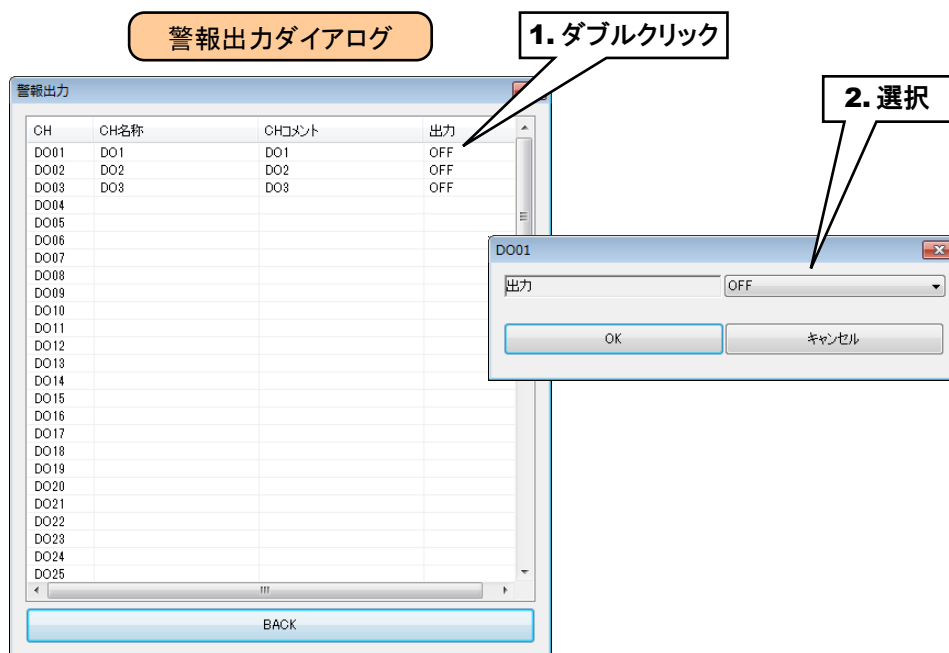 警報出力ダイアログ
1. ダブルクリック
2. 選択
警報出力
CH CH名称 CHコメント 出力
DO01 DO1 DO1 OFF
DO02 DO2 DO2 OFF
DO03 DO3 DO3 OFF
DO04
DO05
DO06
DO07
DO08
DO09
DO10
DO11
DO12
DO13
DO14
DO15
DO16
DO17
DO18
DO19
DO20
DO21
DO22
DO23
DO24
DO25
BACK
DO01
出力 OFF
OK キャンセル